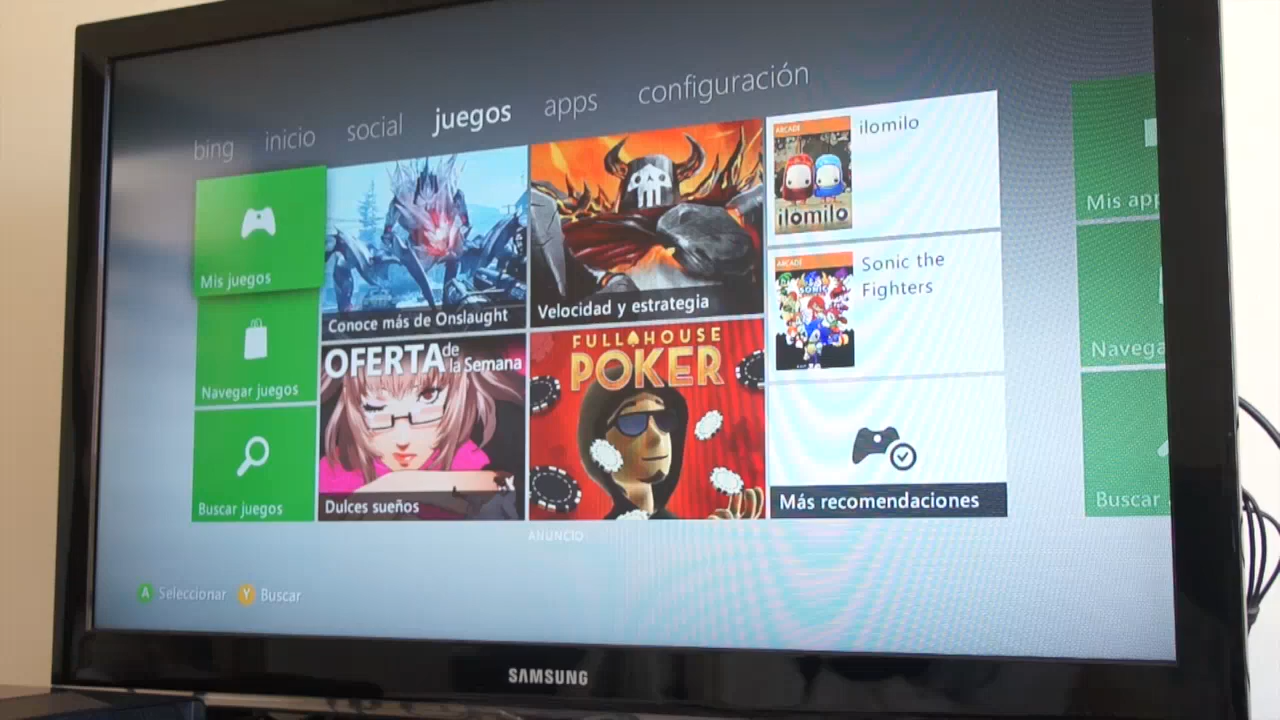 bing
inicio
social
juegos
apps
configuración
Mis juegos
Navegar juegos
Buscar juegos
Conoce más de Onslaught
OFERTA de
la Semana
Dulces sueños
Velocidad y estrategia
FULL HOUSE
POKER
ANUNCIO
ARCADE
ilomilo
ilomilo
ARCADE
SONIC
Sonic the
Fighters
Más recomendaciones
Mis app
Navega
Buscar
A Seleccionar
Y Buscar
SAMSUNG